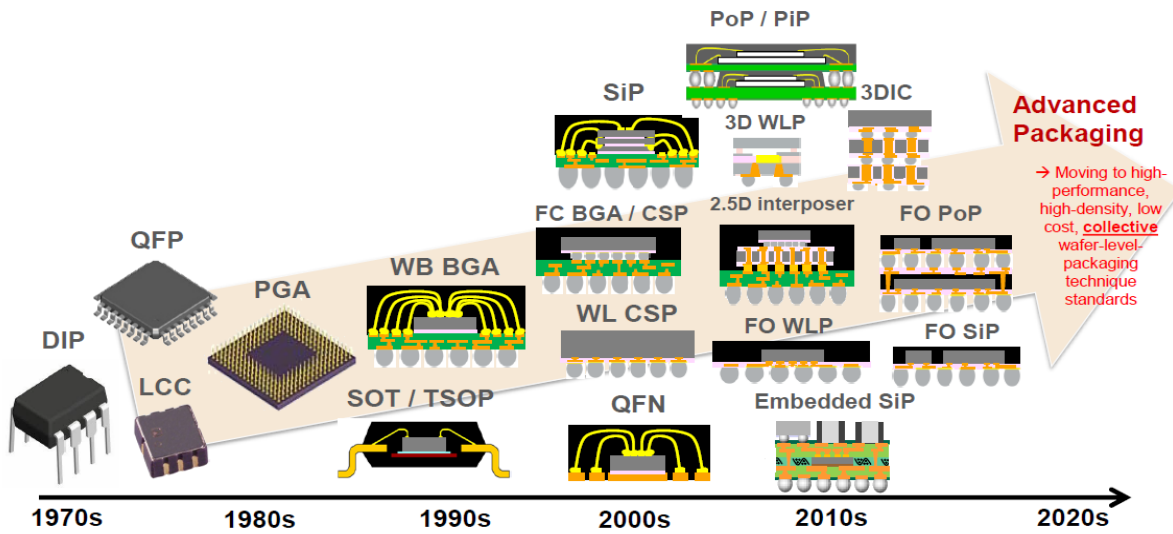 PoP / PiP
SiP
3DIC
3D WLP
Advanced
Packaging
→ Moving to high-
performance,
high-density, low
cost, collective
wafer-level-
packaging
technique
standards
FC BGA / CSP
2.5D interposer
FO PoP
QFP
WB BGA
PGA
WL CSP
FO WLP
FO SiP
DIP
LCC
SOT / TSOP
QFN
Embedded SiP
1970s
1980s
1990s
2000s
2010s
2020s